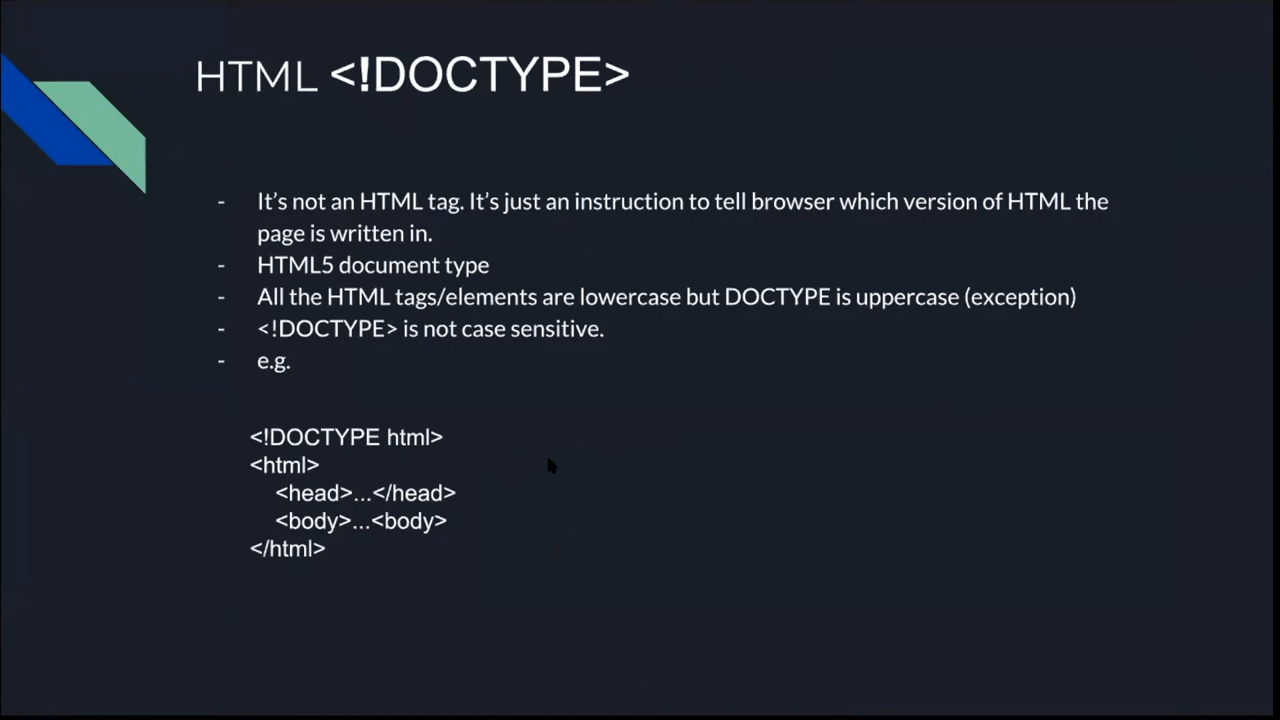 HTML <!DOCTYPE>
- It’s not an HTML tag. It’s just an instruction to tell browser which version of HTML the
page is written in.
- HTML5 document type
- All the HTML tags/elements are lowercase but DOCTYPE is uppercase (exception)
- <!DOCTYPE> is not case sensitive.
- e.g.
<!DOCTYPE html>
<html>
<head>...</head>
<body>...<body>
</html>